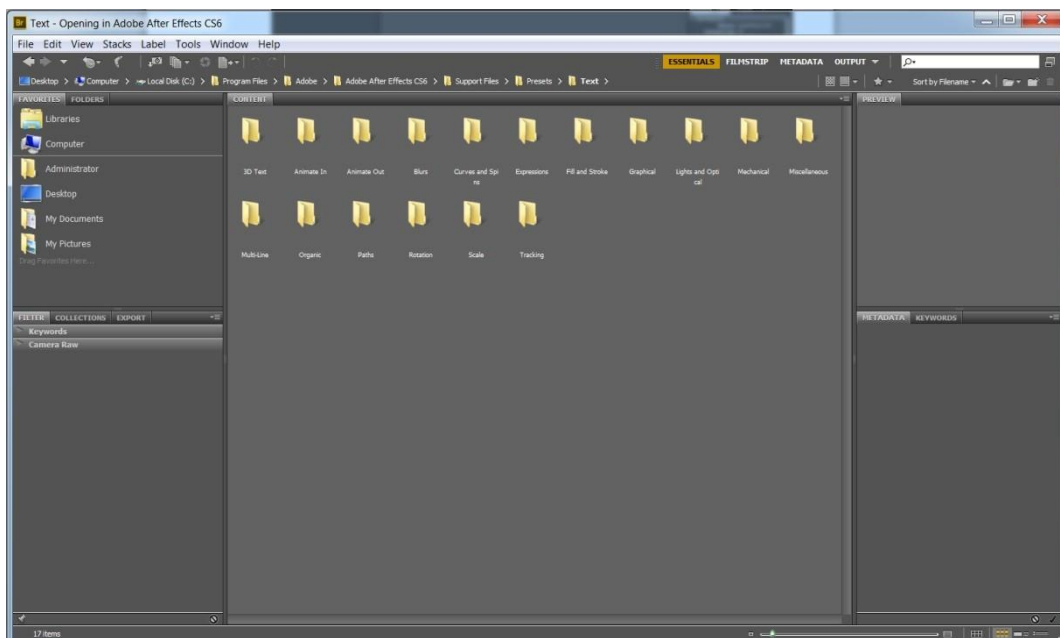 Br Text - Opening in Adobe After Effects CS6
File Edit View Stacks Label Tools Window Help
ESSENTIALS FILMSTRIP METADATA OUTPUT
Desktop > Computer > Local Disk (C:) > Program Files > Adobe > Adobe After Effects CS6 > Support Files > Presets > Text >
Sort by Filename
FAVORITES FOLDERS
Libraries
Computer
Administrator
Desktop
My Documents
My Pictures
Drag Favorites Here...
FILTER COLLECTIONS EXPORT
Keywords
Camera Raw
CONTENT
3D Text Animate In Animate Out Blurs Curves and Spi Expressions Fill and Stroke Graphical Lights and Opti Mechanical Miscellaneous
ns cal
Multi-Line Organic Paths Rotation Scale Tracking
PREVIEW
METADATA KEYWORDS
17 items